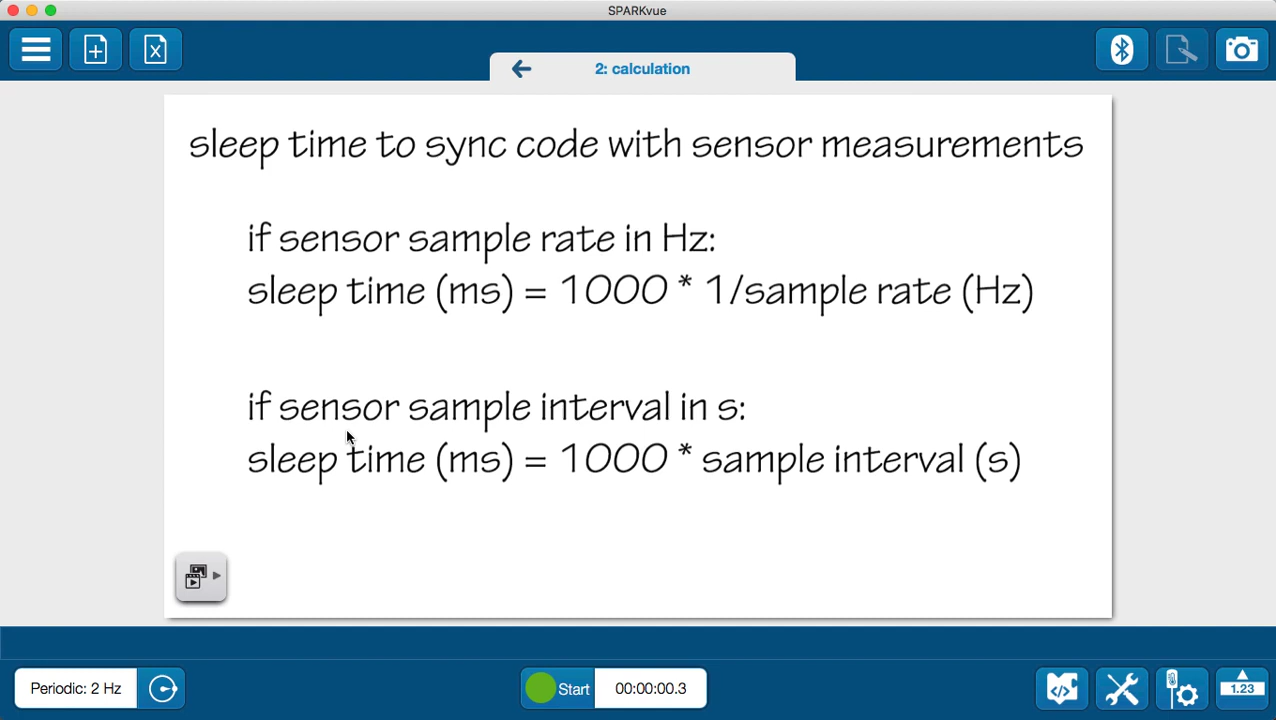 SPARKvue
2: calculation
sleep time to sync code with sensor measurements
if sensor sample rate in Hz:
sleep time (ms) = 1000 * 1/sample rate (Hz)
if sensor sample interval in s:
sleep time (ms) = 1000 * sample interval (s)
Periodic: 2 Hz
Start
00:00:00.3
1.23